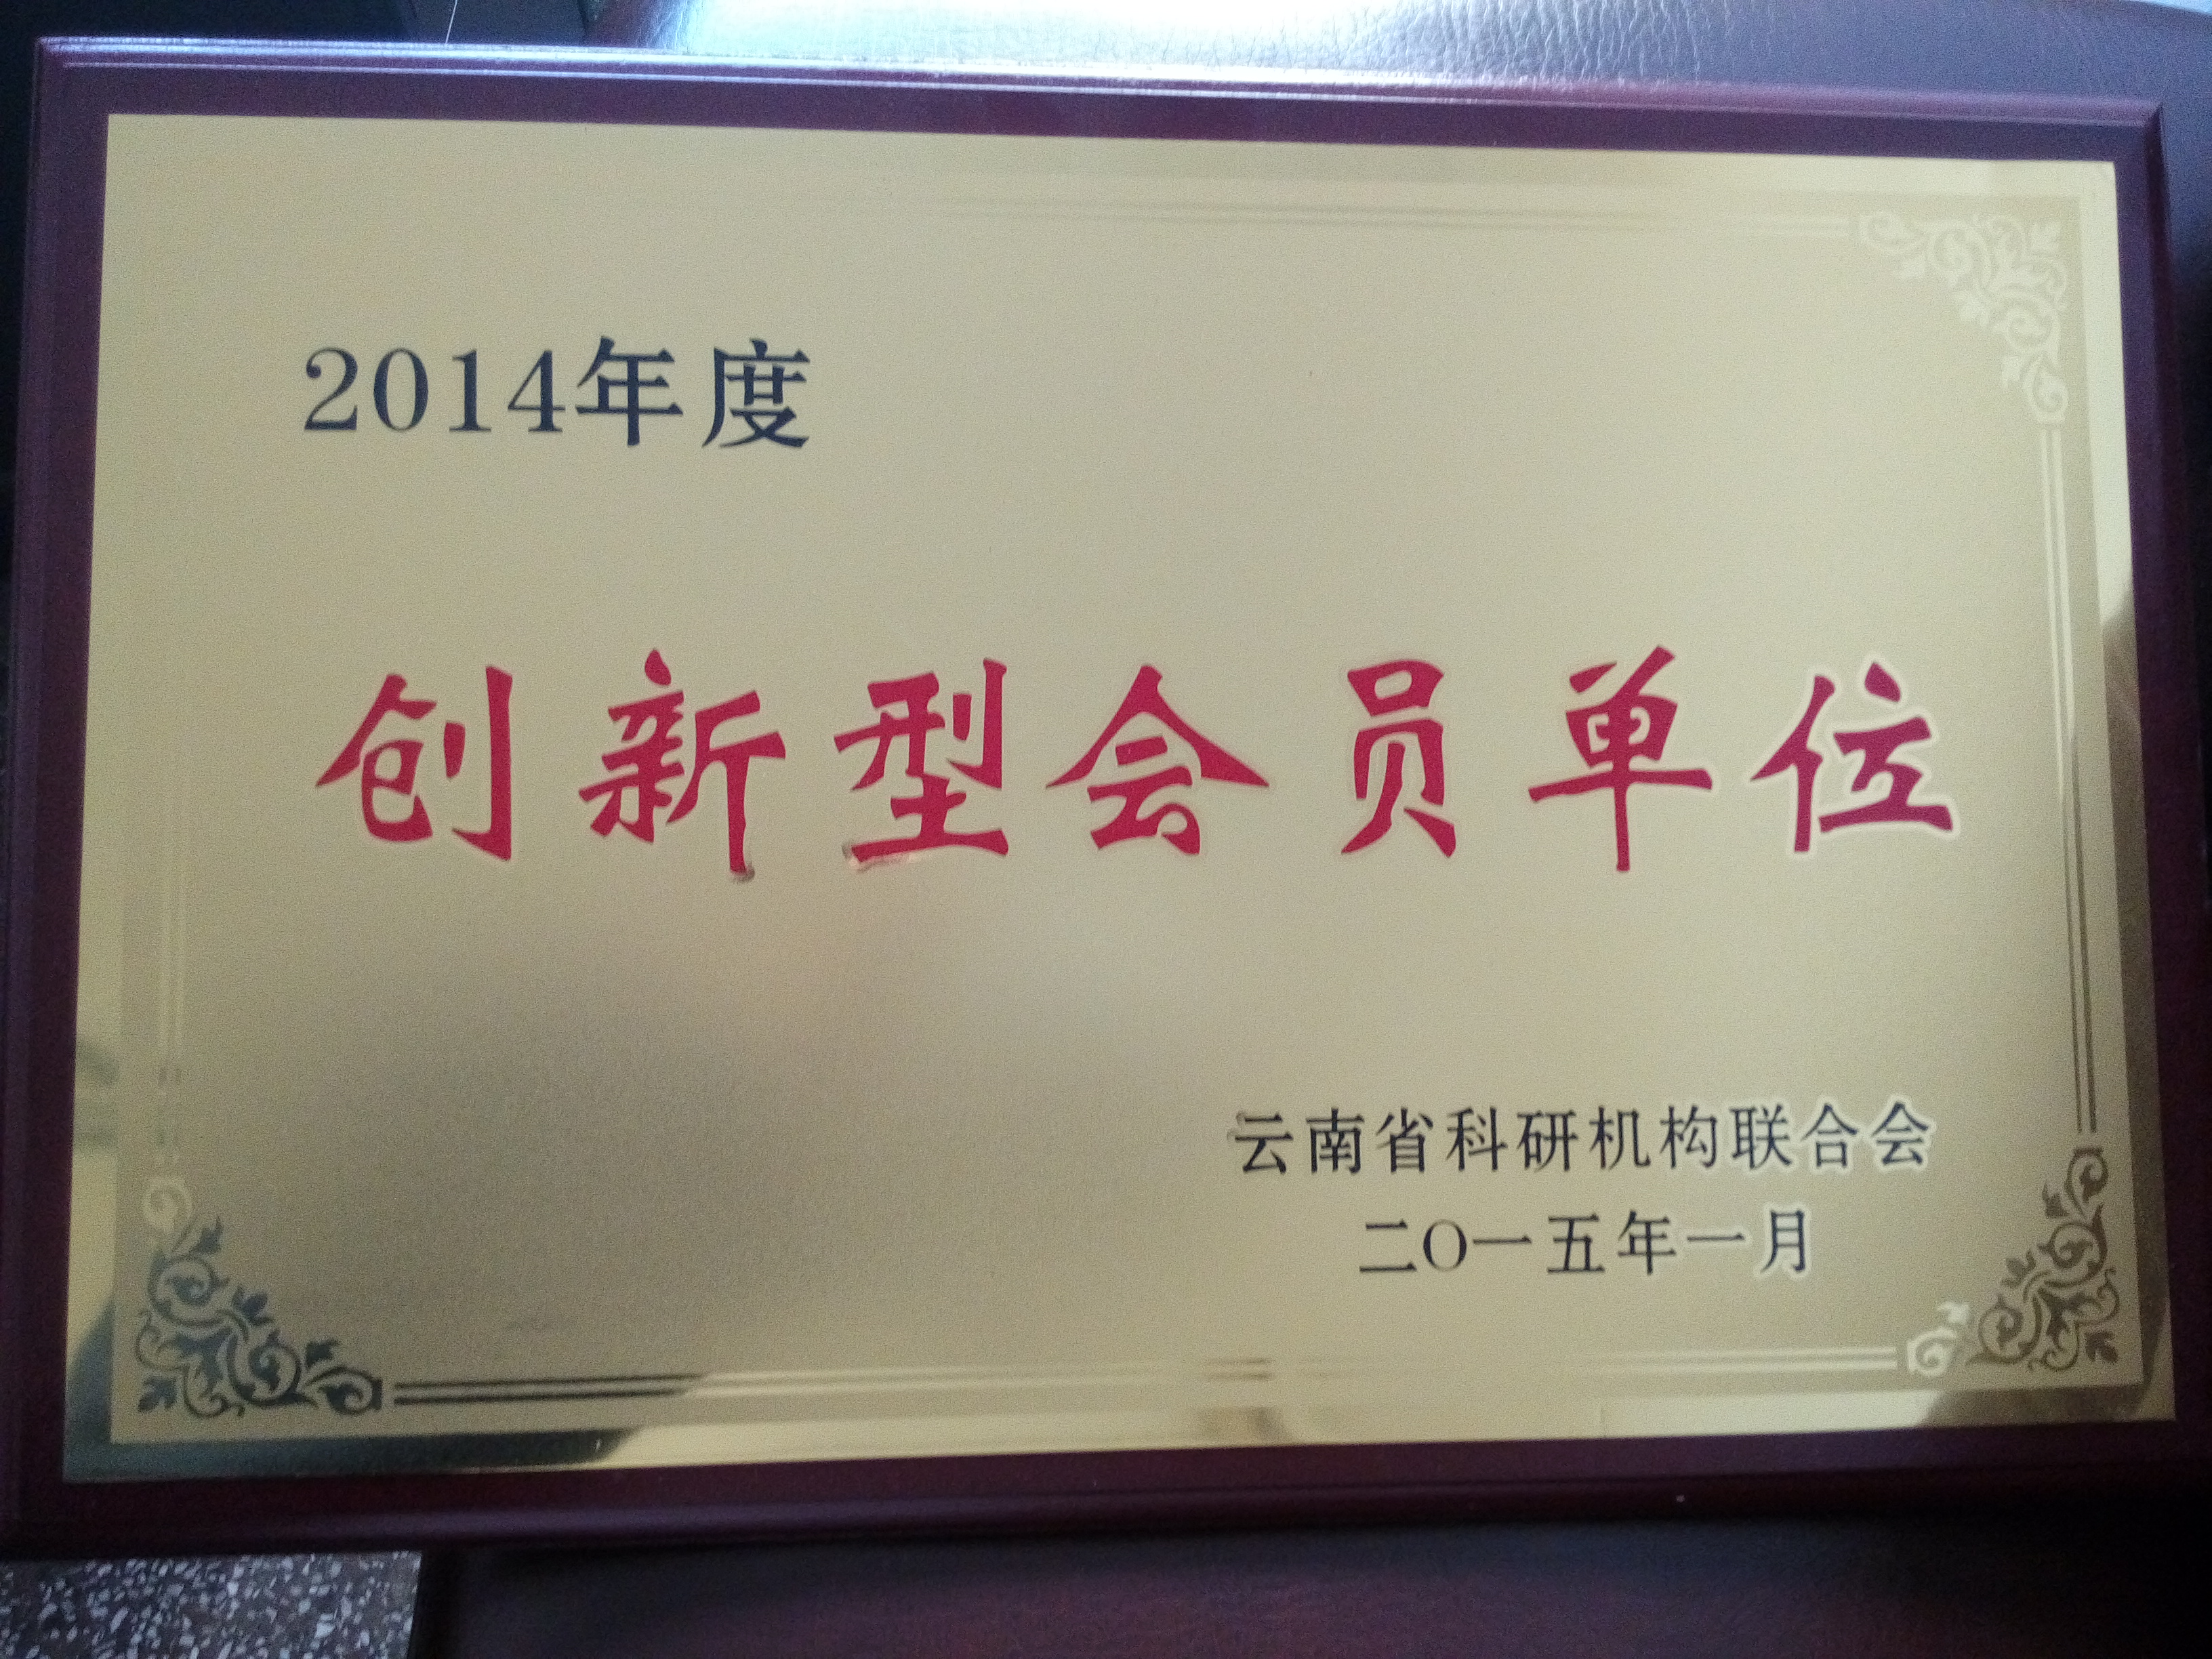 2014年度
创新型会员单位
云南省科研机构联合会
二〇一五年一月